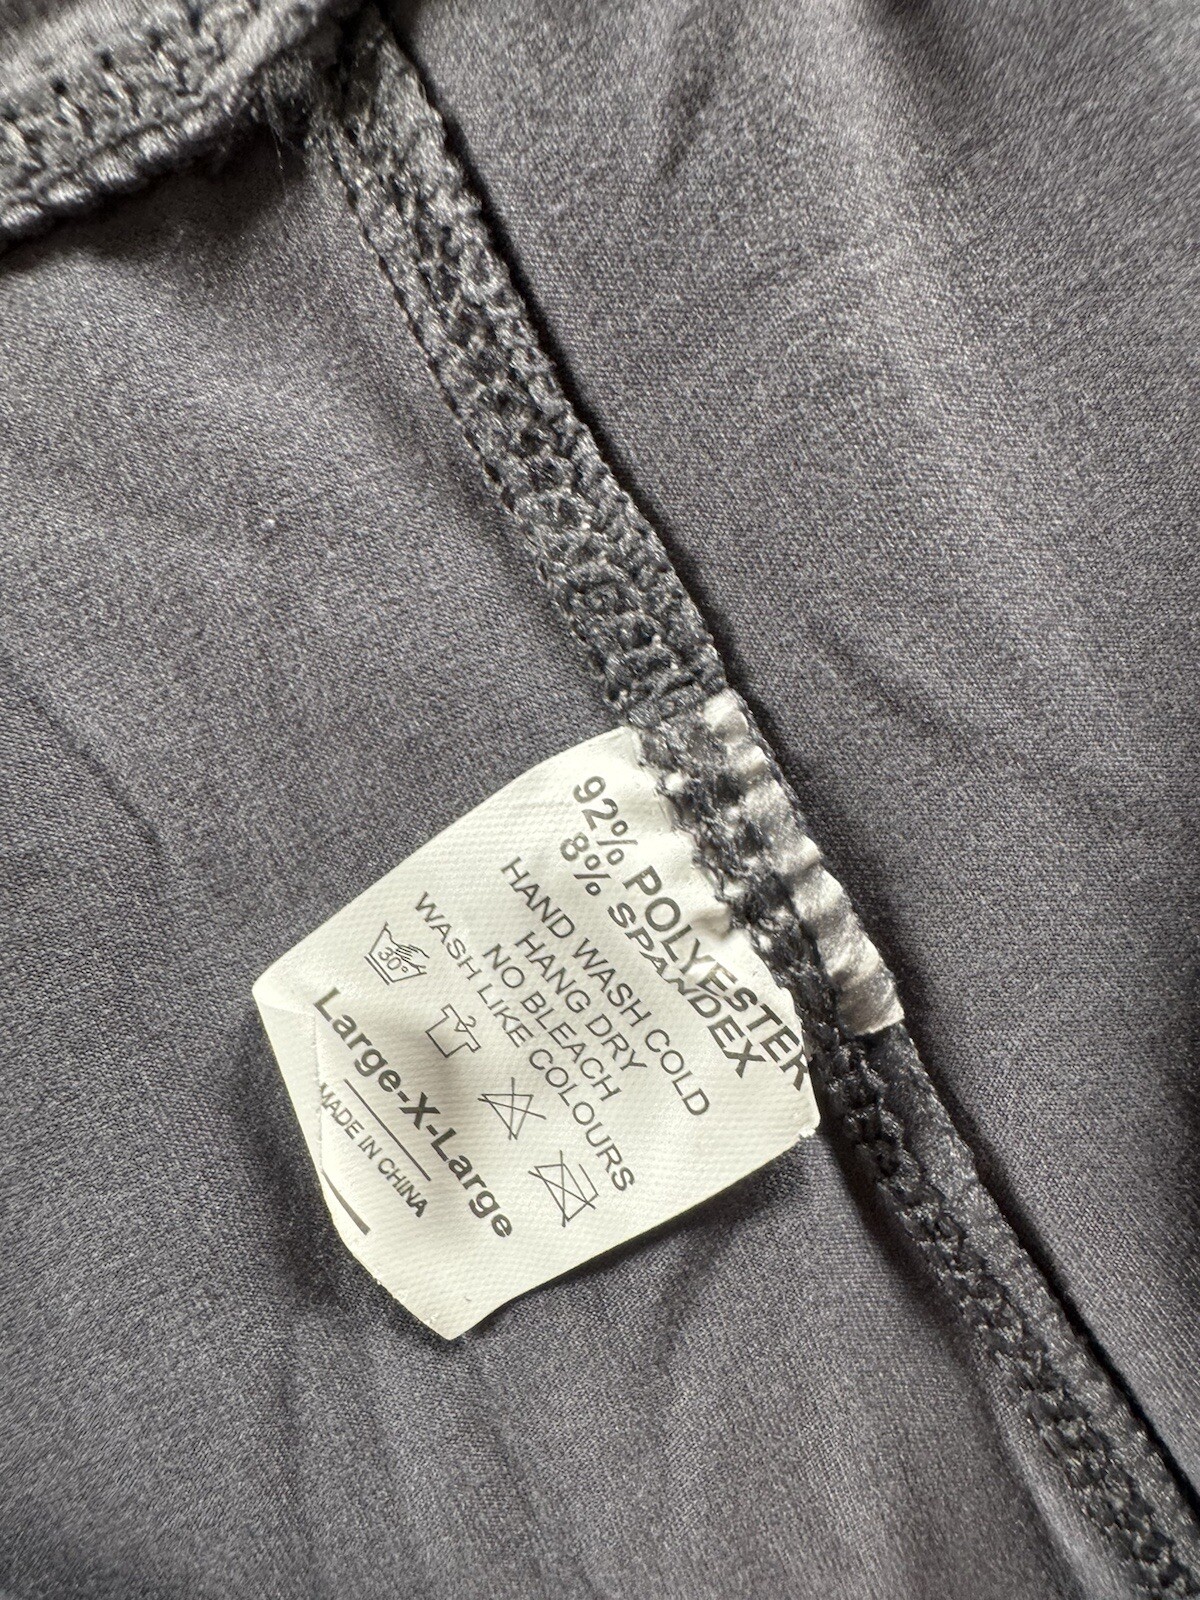 92% POLYESTER
8% SPANDEX
HAND WASH COLD
HANG DRY
NO BLEACH
WASH LIKE COLOURS
30°
Large-X-Large
MADE IN CHINA